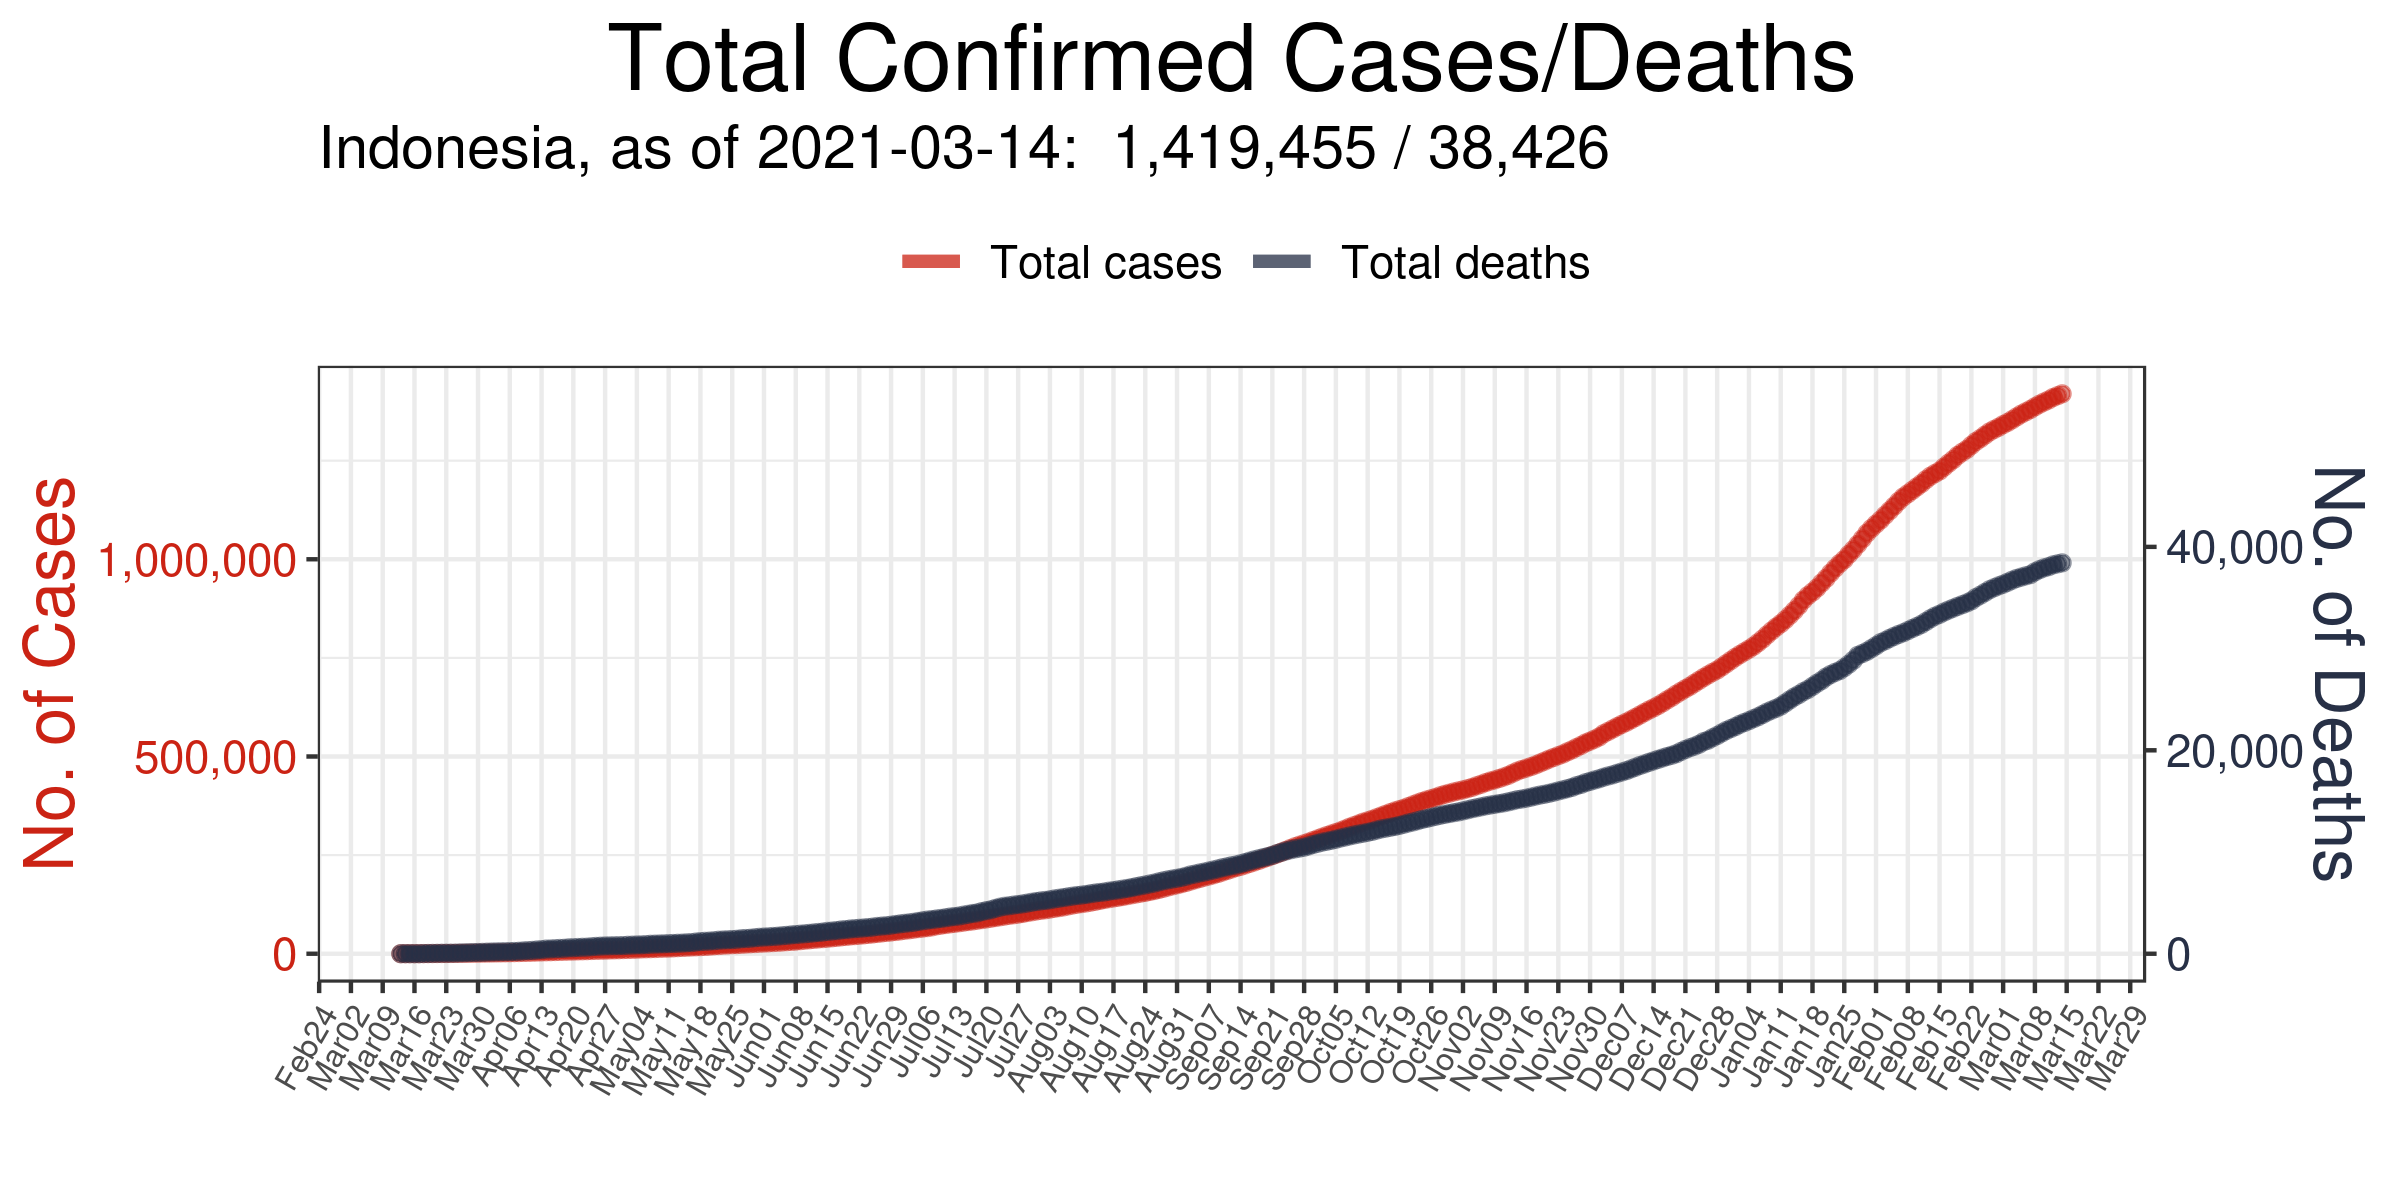 Total Confirmed Cases/Deaths
Indonesia, as of 2021-03-14:  1,419,455 / 38,426
Total cases
Total deaths
No. of Cases
1,000,000
500,000
0
40,000
20,000
0
No. of Deaths
Feb24
Mar02
Mar09
Mar16
Mar23
Mar30
Apr06
Apr13
Apr20
Apr27
May04
May11
May18
May25
Jun01
Jun08
Jun15
Jun22
Jun29
Jul06
Jul13
Jul20
Jul27
Aug03
Aug10
Aug17
Aug24
Aug31
Sep07
Sep14
Sep21
Sep28
Oct05
Oct12
Oct19
Oct26
Nov02
Nov09
Nov16
Nov23
Nov30
Dec07
Dec14
Dec21
Dec28
Jan04
Jan11
Jan18
Jan25
Feb01
Feb08
Feb15
Feb22
Mar01
Mar08
Mar15
Mar22
Mar29